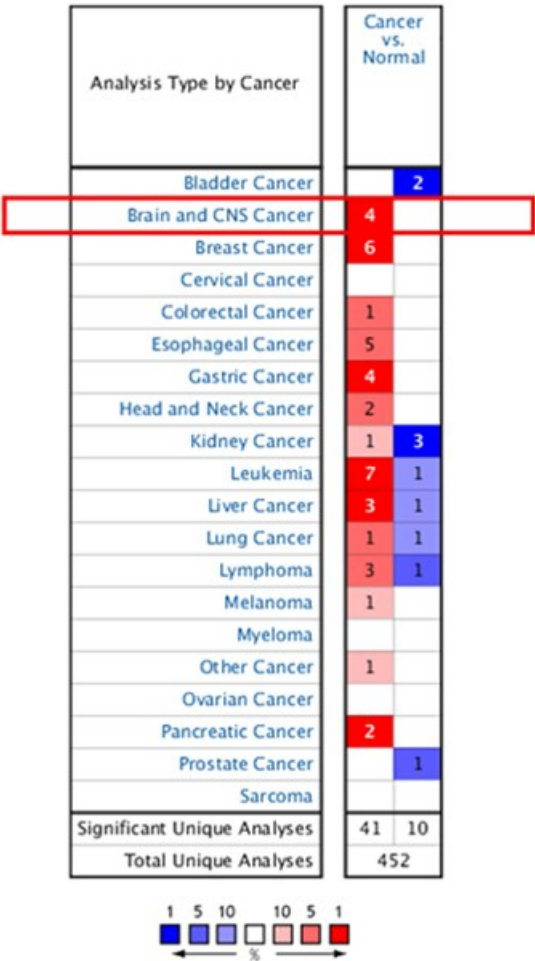 Analysis Type by Cancer
Cancer
vs.
Normal
Bladder Cancer 2
Brain and CNS Cancer 4
Breast Cancer 6
Cervical Cancer
Colorectal Cancer 1
Esophageal Cancer 5
Gastric Cancer 4
Head and Neck Cancer 2
Kidney Cancer 1 3
Leukemia 7 1
Liver Cancer 3 1
Lung Cancer 1 1
Lymphoma 3 1
Melanoma 1
Myeloma
Other Cancer 1
Ovarian Cancer
Pancreatic Cancer 2
Prostate Cancer 1
Sarcoma
Significant Unique Analyses 41 10
Total Unique Analyses 452
1 5 10 10 5 1
%